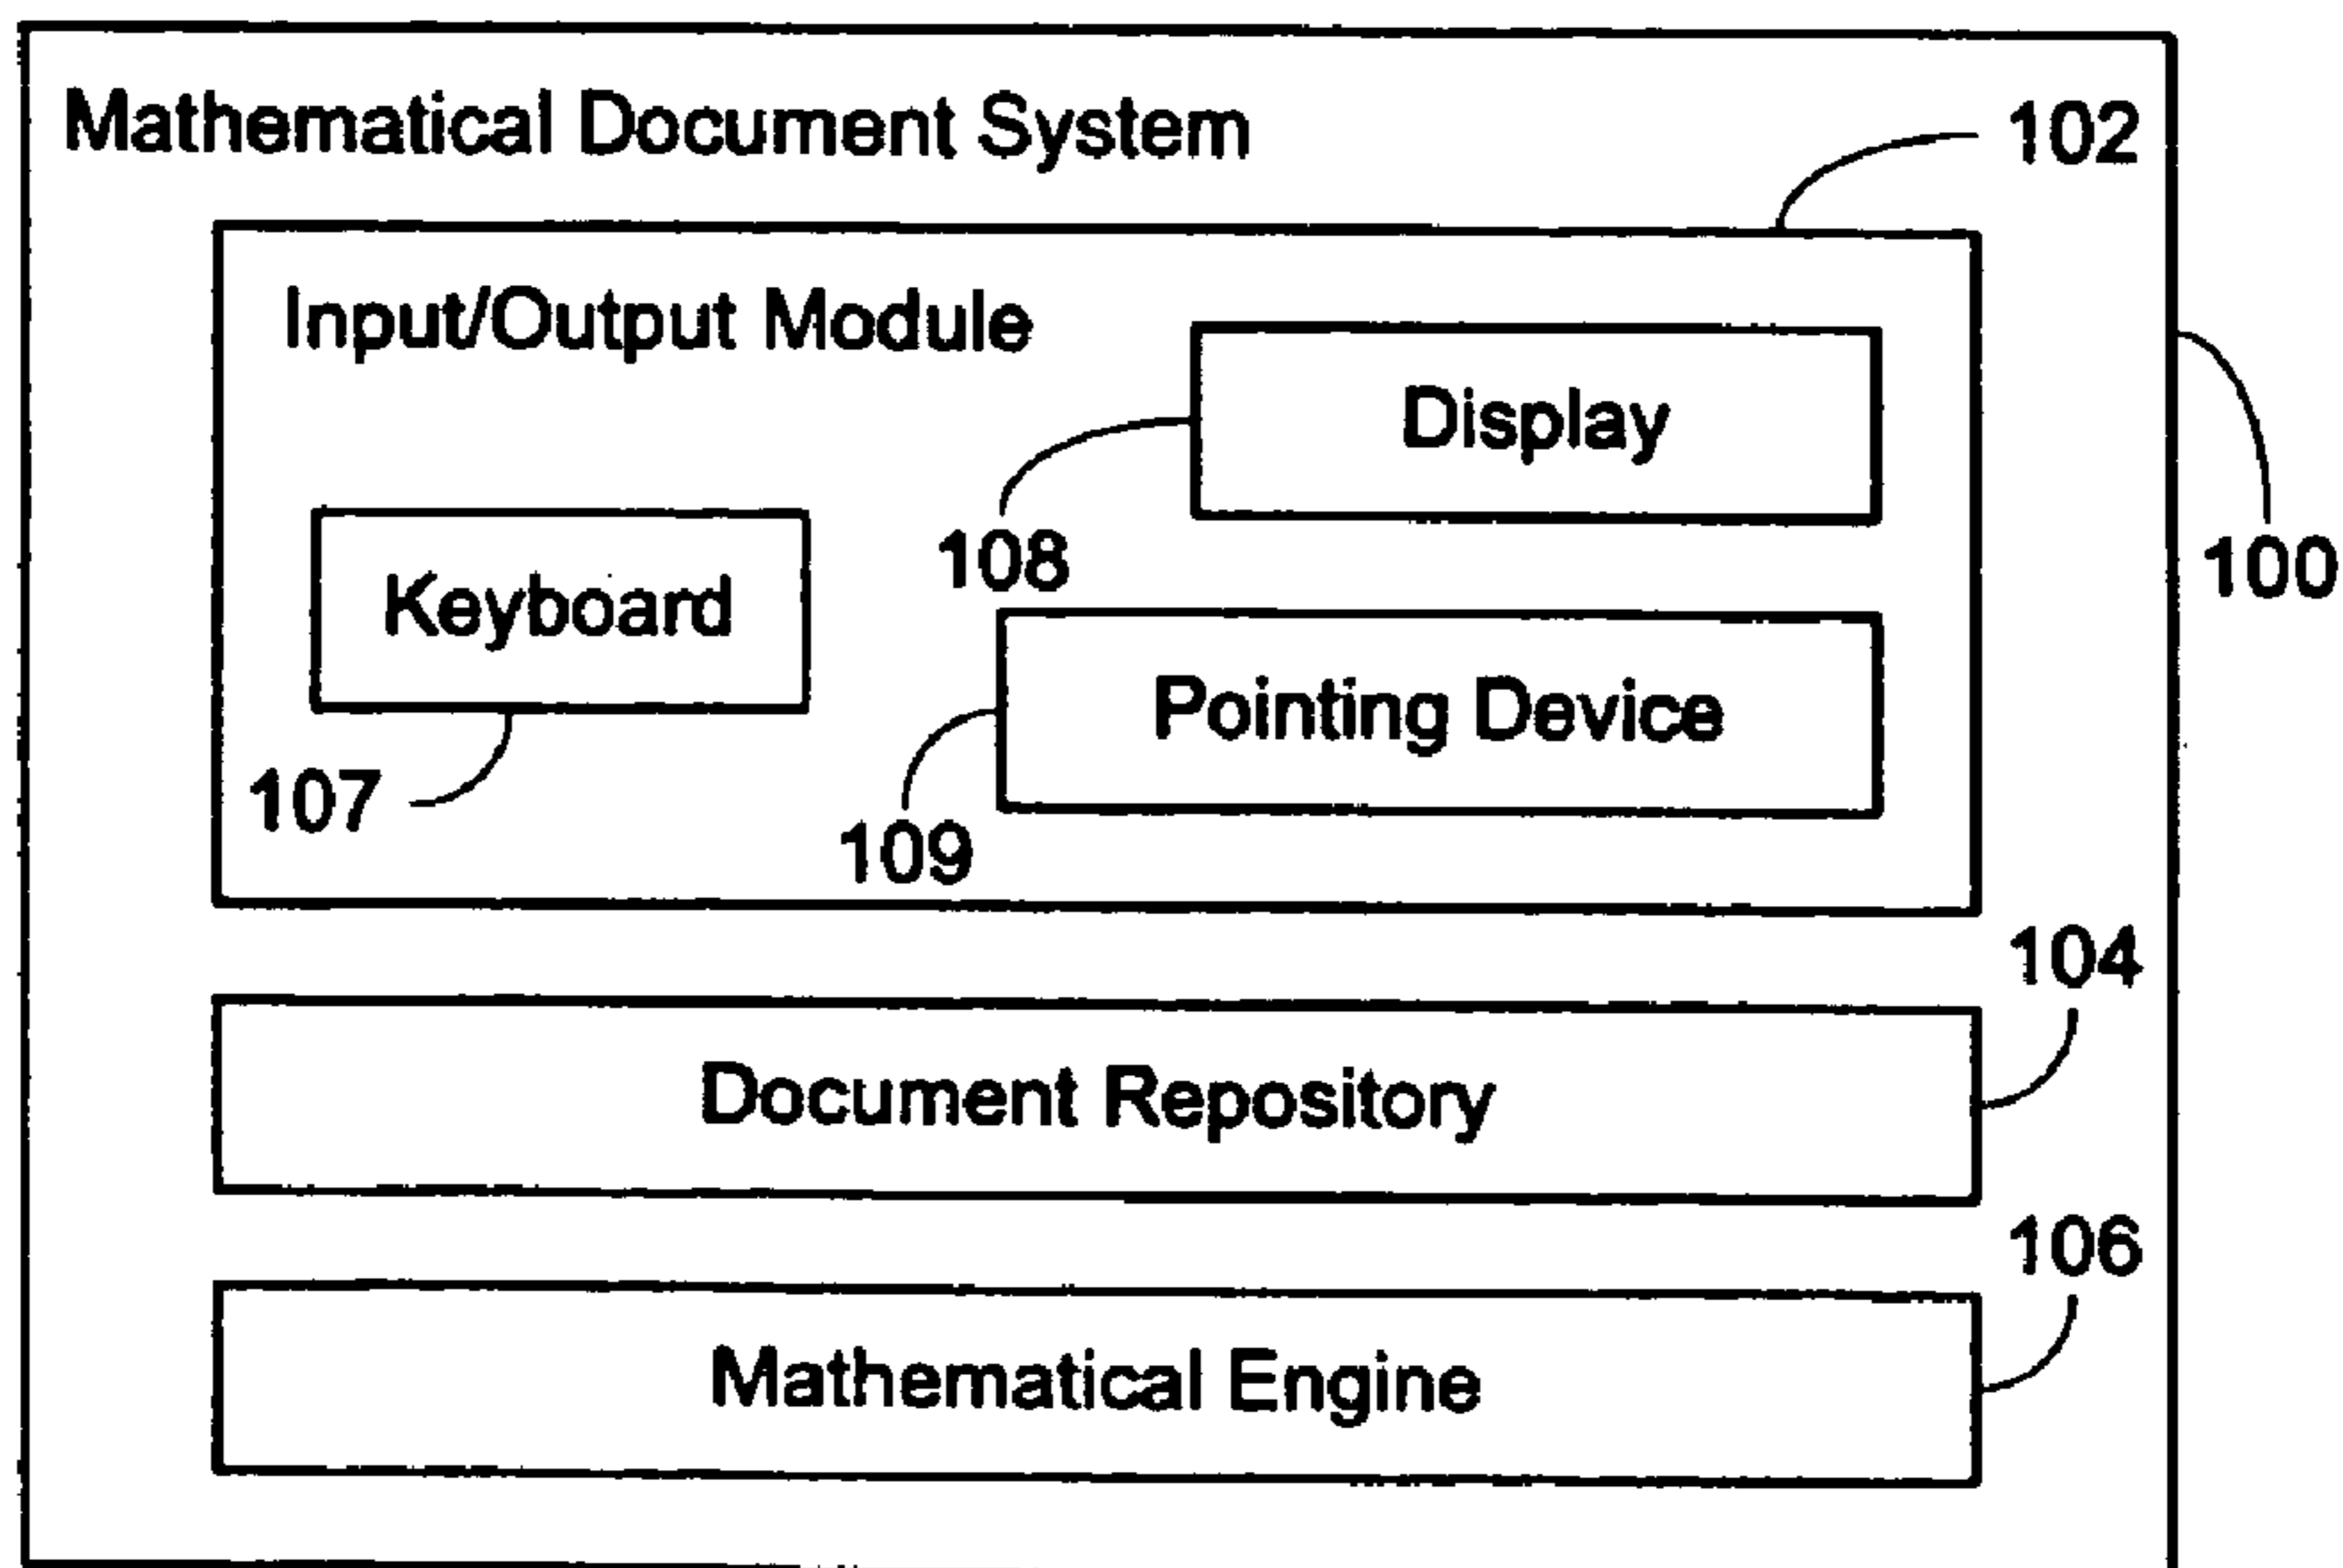 Mathematical Document System
102
Input/Output Module
Display
108
100
Keyboard
Pointing Device
107
109
104
Document Repository
106
Mathematical Engine